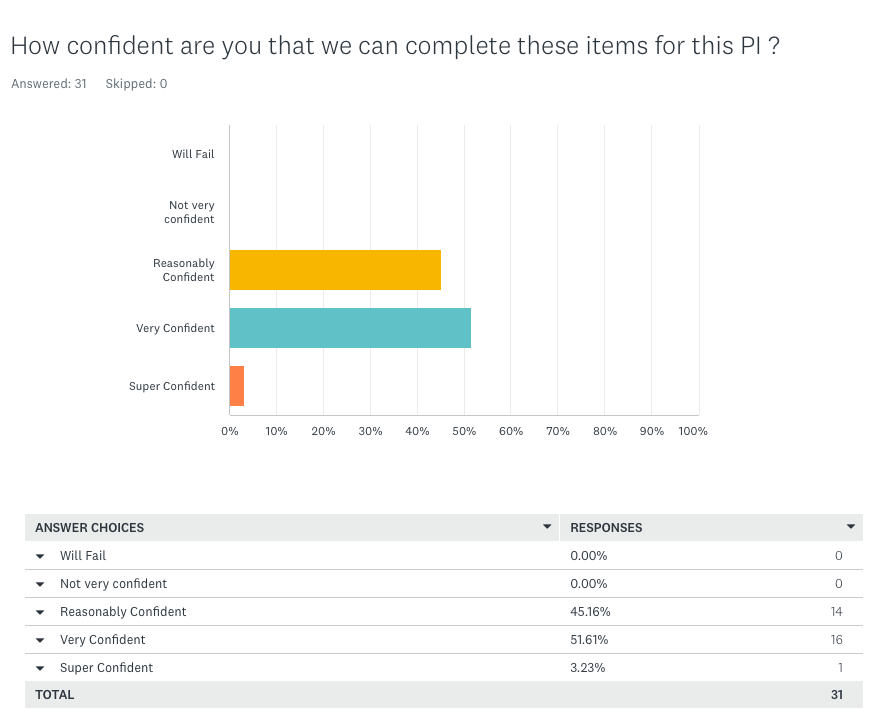 How confident are you that we can complete these items for this PI ?
Answered: 31 Skipped: 0
Will Fail
Not very
confident
Reasonably
Confident
Very Confident
Super Confident
0% 10% 20% 30% 40% 50% 60% 70% 80% 90% 100%
ANSWER CHOICES RESPONSES
Will Fail 0.00% 0
Not very confident 0.00% 0
Reasonably Confident 45.16% 14
Very Confident 51.61% 16
Super Confident 3.23% 1
TOTAL 31